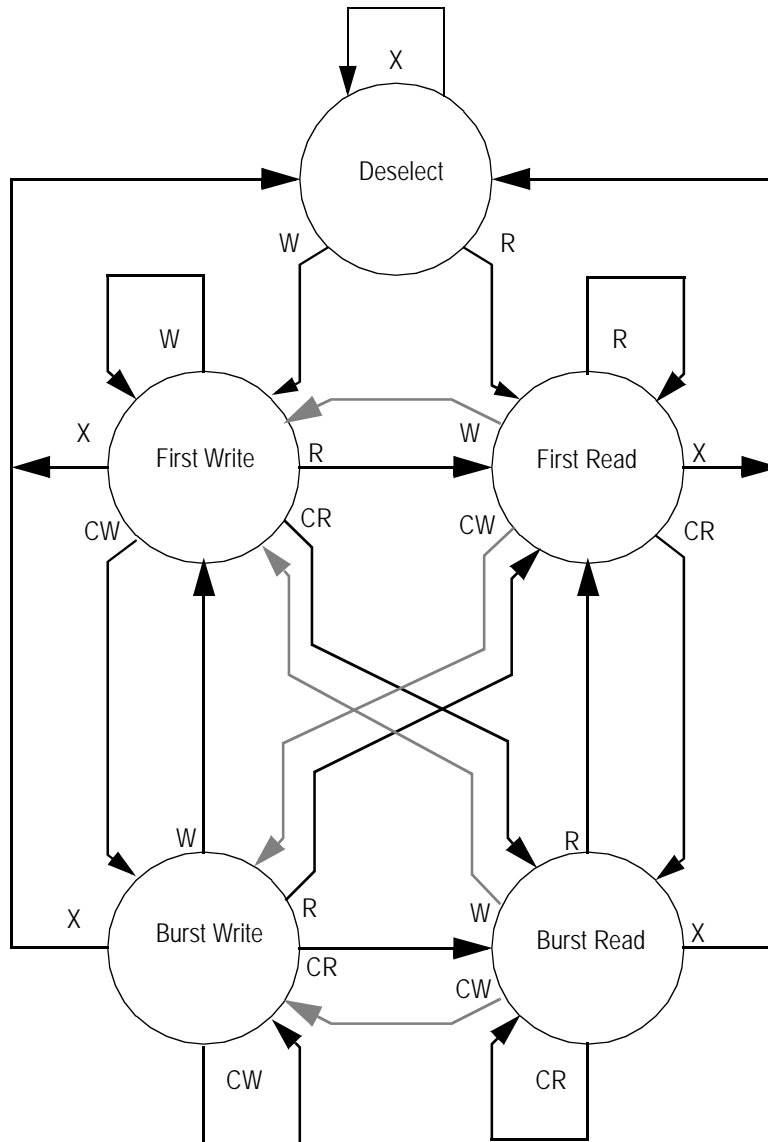 X
Deselect
W
R
W
R
X
W
First Write
R
First Read
X
CW
CR
CW
CR
W
R
X
R
W
X
Burst Write
Burst Read
CR
CW
CW
CR